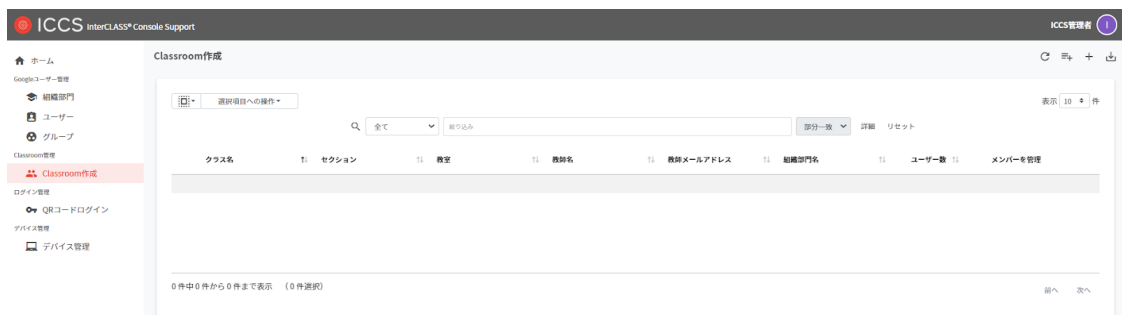 ICCS InterCLASS® Console Support
ICCS管理者 I
ホーム
Googleユーザー管理
組織部門
ユーザー
グループ
Classroom管理
Classroom作成
ログイン管理
QRコードログイン
デバイス管理
デバイス管理
Classroom作成
選択項目への操作
表示 10 件
全て 絞り込み 部分一致 詳細 リセット
クラス名 セクション 教室 教師名 教師メールアドレス 組織部門名 ユーザー数 メンバーを管理
0 件中 0 件から 0 件まで表示 (0 件選択)
前へ 次へ